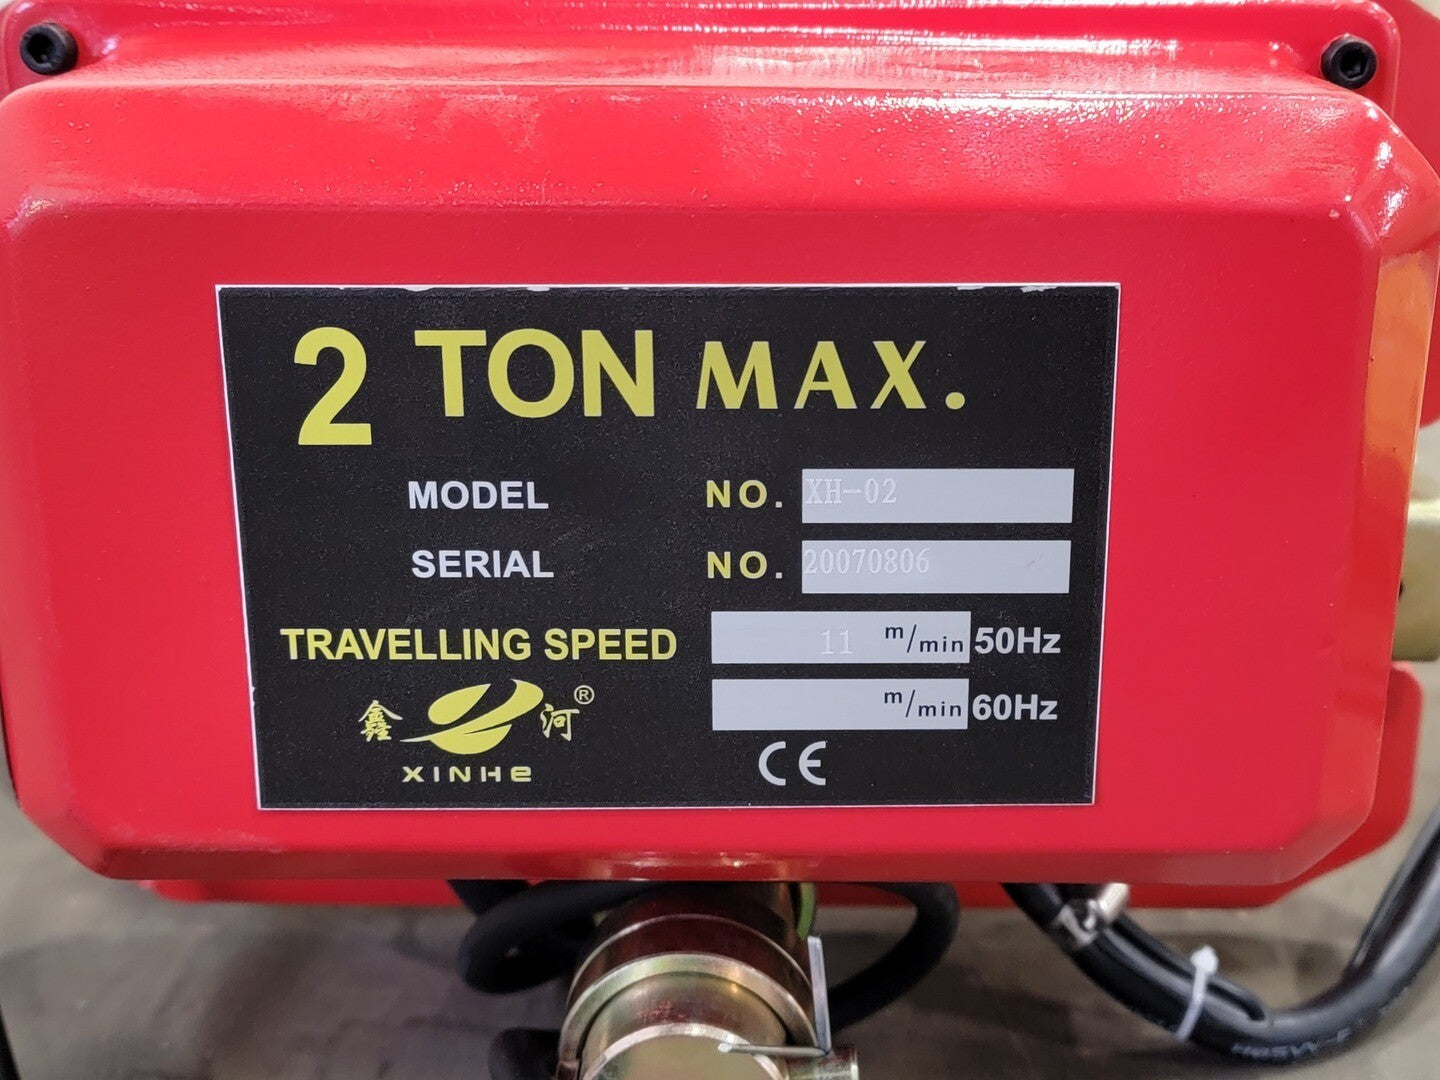 2 TON MAX.
MODEL NO. XH-02
SERIAL NO. 20070806
TRAVELLING SPEED 11 m/min 50Hz
m/min 60Hz
鑫 河 ®
XINHE
CE